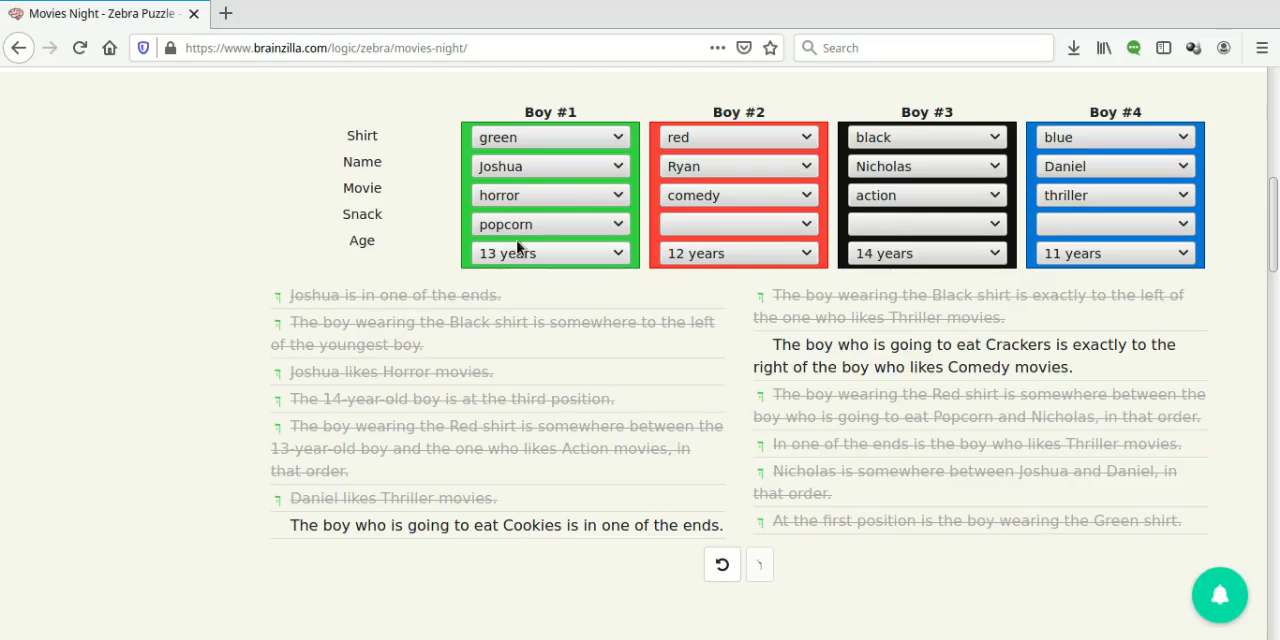 Movies Night - Zebra Puzzle -
https://www.brainzilla.com/logic/zebra/movies-night/
Search
Boy #1 Boy #2 Boy #3 Boy #4
Shirt green red black blue
Name Joshua Ryan Nicholas Daniel
Movie horror comedy action thriller
Snack popcorn
Age 13 years 12 years 14 years 11 years
Joshua is in one of the ends.
The boy wearing the Black shirt is somewhere to the left
of the youngest boy.
Joshua likes Horror movies.
The 14-year-old boy is at the third position.
The boy wearing the Red shirt is somewhere between the
13-year-old boy and the one who likes Action movies, in
that order.
Daniel likes Thriller movies.
The boy who is going to eat Cookies is in one of the ends.
The boy wearing the Black shirt is exactly to the left of
the one who likes Thriller movies.
The boy who is going to eat Crackers is exactly to the
right of the boy who likes Comedy movies.
The boy wearing the Red shirt is somewhere between the
boy who is going to eat Popcorn and Nicholas, in that order.
In one of the ends is the boy who likes Thriller movies.
Nicholas is somewhere between Joshua and Daniel, in
that order.
At the first position is the boy wearing the Green shirt.